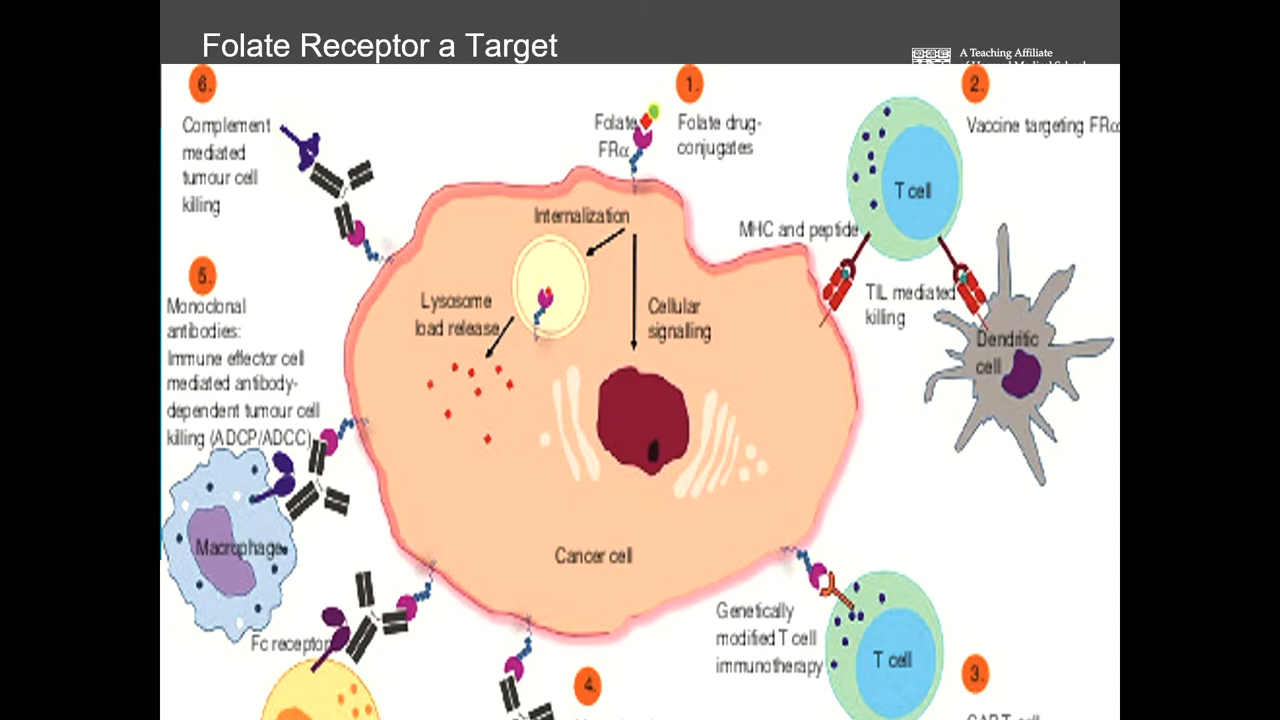 Folate Receptor a Target
A Teaching Affiliate
6.
Complement
mediated
tumour cell
killing
Folate
FRα
1.
Folate drug-
conjugates
2.
Vaccine targeting FRα
T cell
MHC and peptide
TIL mediated
killing
Dendritic
cell
Internalization
Lysosome
load release
Cellular
signalling
5.
Monoclonal
antibodies:
Immune effector cell
mediated antibody-
dependent tumour cell
killing (ADCP/ADCC)
Macrophage
Cancer cell
Fc receptor
Genetically
modified T cell
immunotherapy
T cell
4.
3.